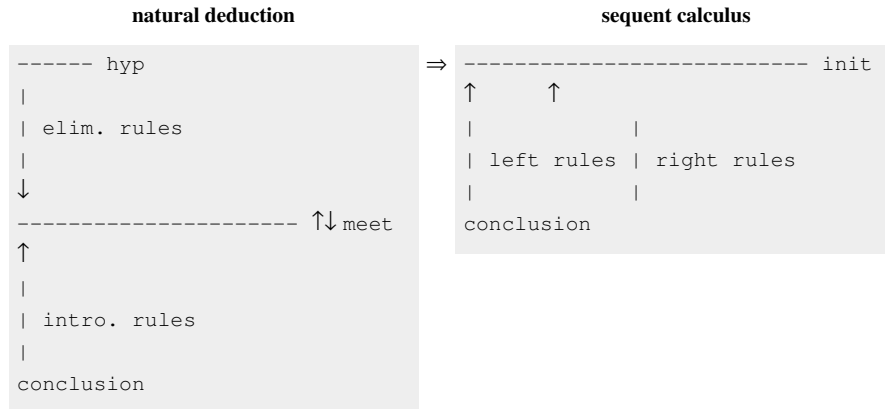 natural deduction
------ hyp
|
| elim. rules
|
↓
---------------------- ↑↓ meet
↑
|
| intro. rules
|
conclusion
⇒
sequent calculus
--------------------------- init
↑ ↑
| |
| left rules | right rules
| |
conclusion